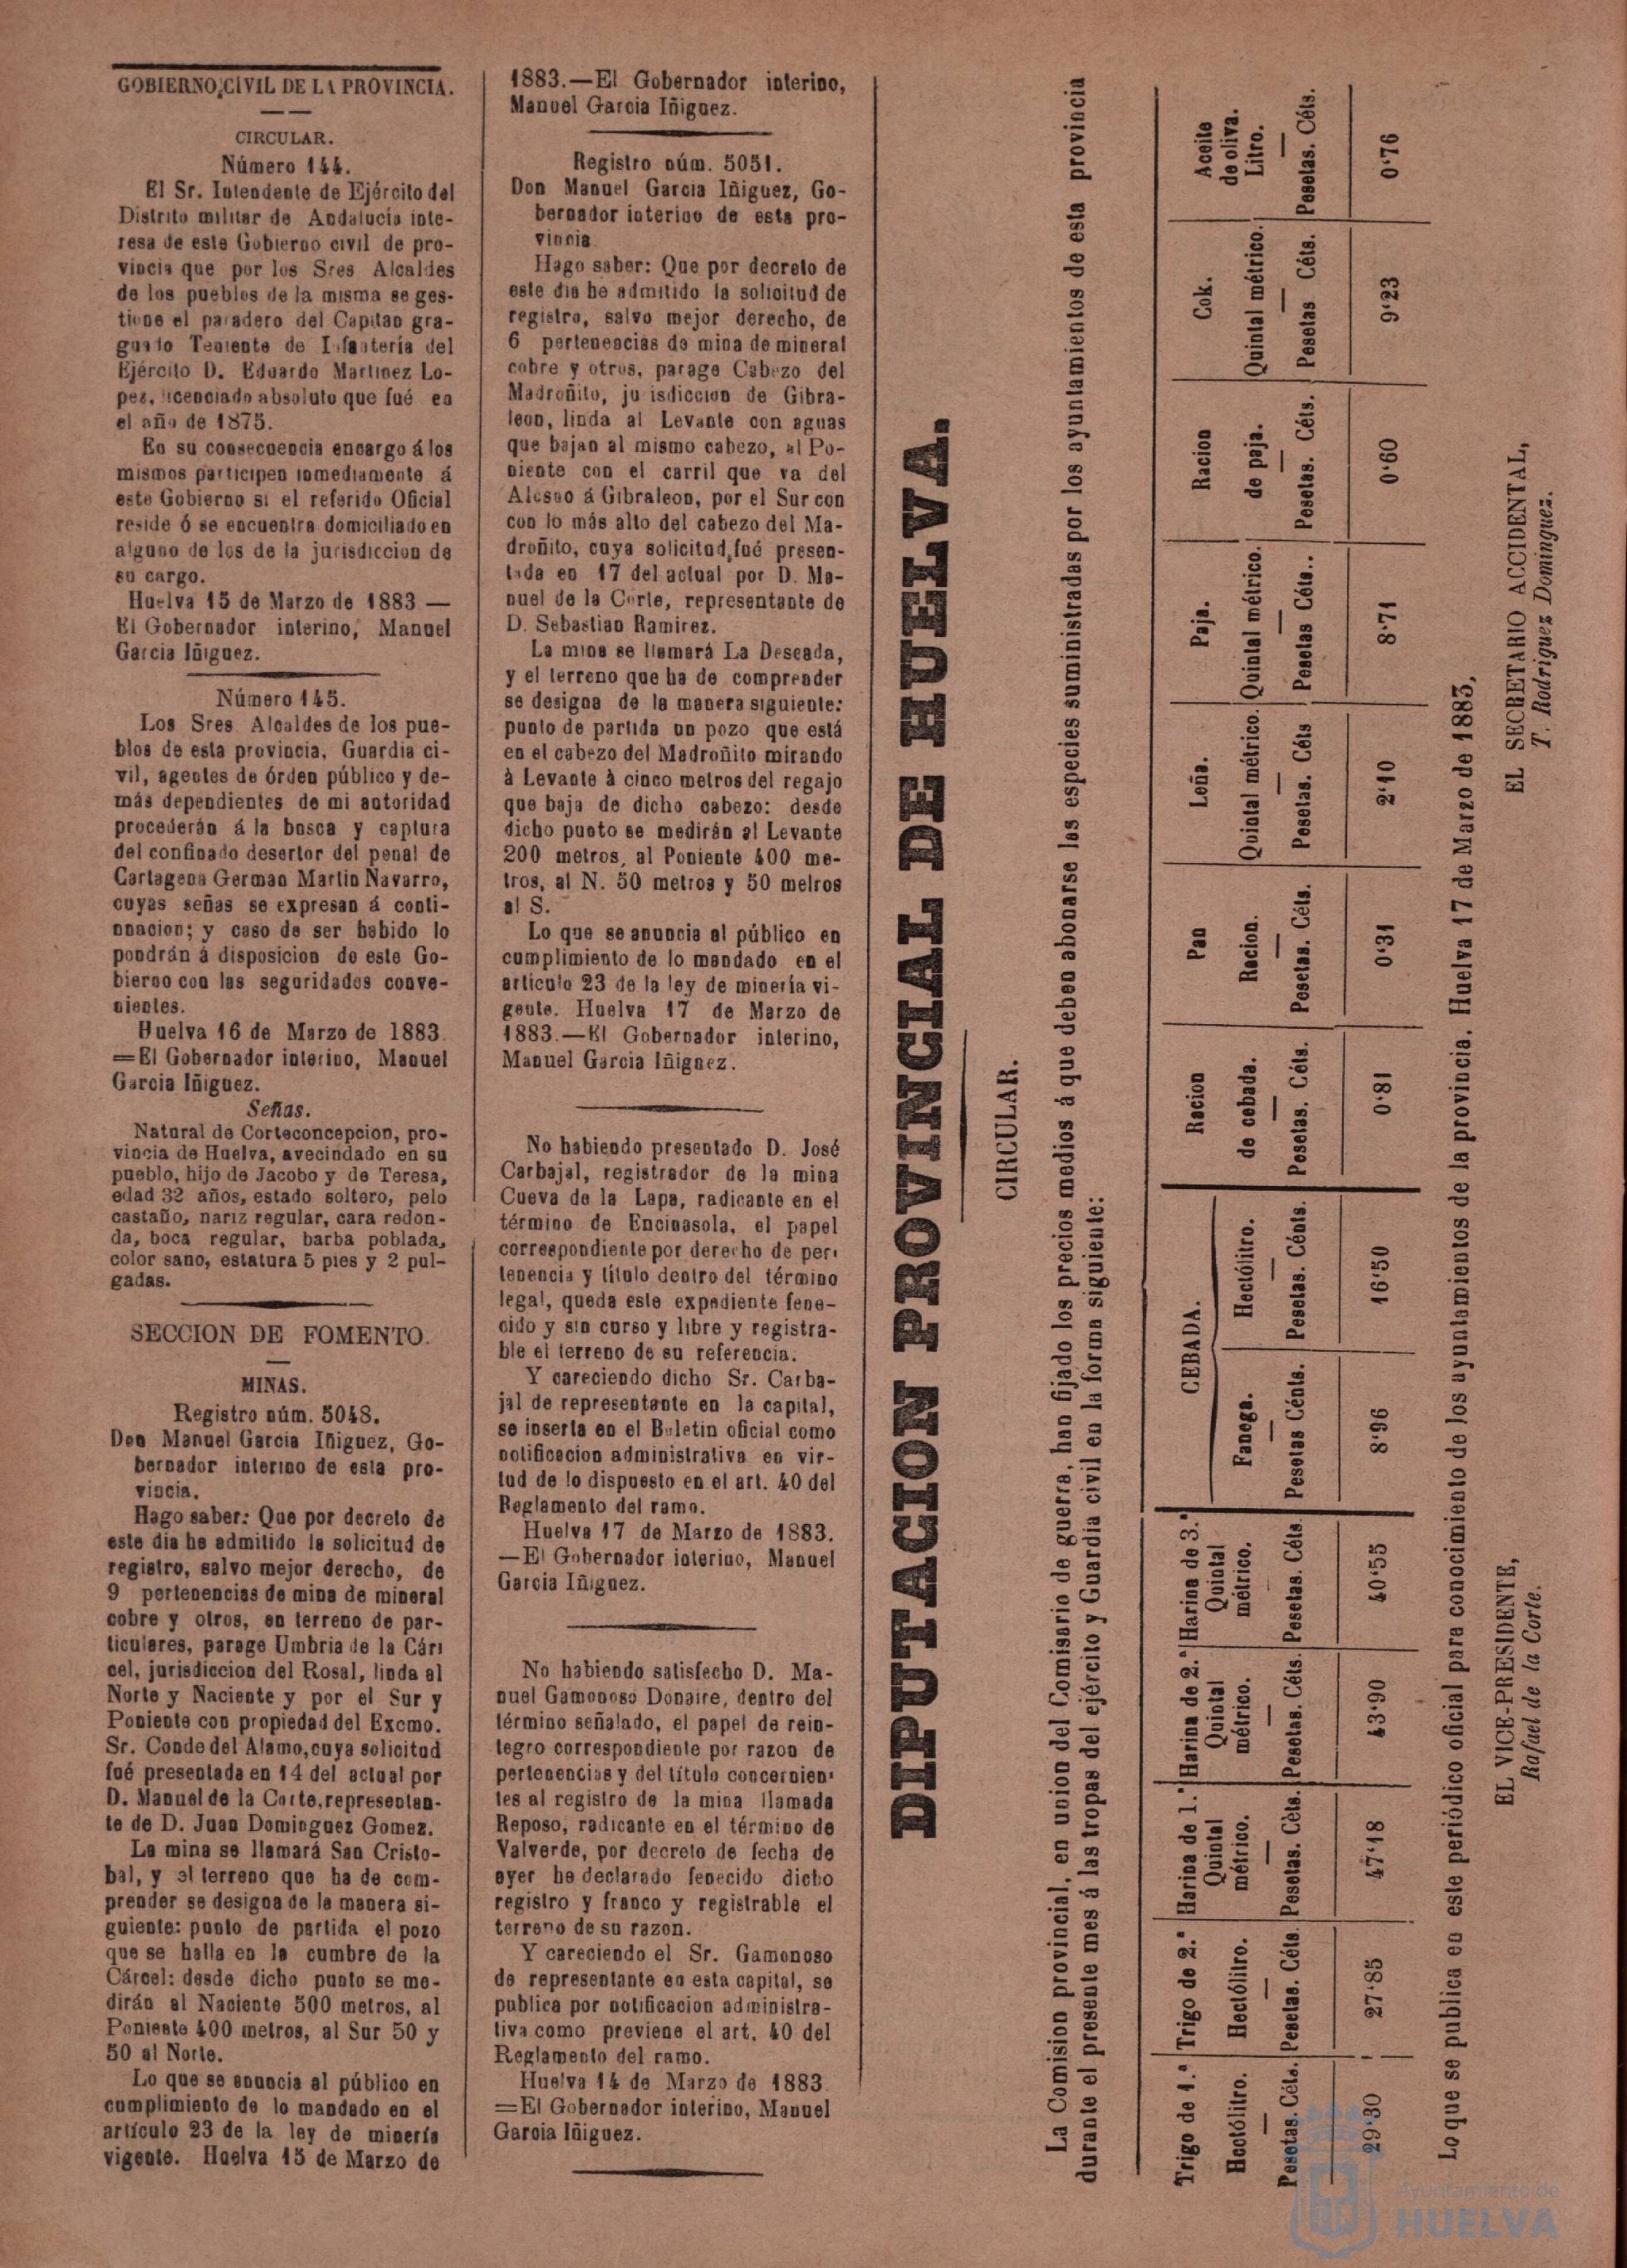 GOBIERNO CIVIL DE LA PROVINCIA.
CIRCULAR.
Número 144.
El Sr. Intendente de Ejército del
Distrito militar de Andalucía inte-
resa de este Gobierno civil de pro-
vincia que por los Sres Alcaldes
de los pueblos de la misma se ges-
tione el paradero del Capitan gra-
guato Teniente de Infantería del
Ejército D. Eduardo Martinez Lo-
pez, licenciado absoluto que fué en
el año de 1875.
En su consecuencia encargo á los
mismos participen inmediamente á
este Gobierno si el referido Oficial
reside ó se encuentra domiciliado en
alguno de los de la jurisdiccion de
su cargo.
Huelva 15 de Marzo de 1883.—
El Gobernador interino, Manuel
Garcia Iñiguez.
Número 145.
Los Sres Alcaldes de los pue-
blos de esta provincia, Guardia ci-
vil, agentes de órden público y de-
más dependientes de mi autoridad
procederán á la busca y captura
del confinado desertor del penal de
Cartagena German Martin Navarro,
cuyas señas se expresan á conti-
nnacion; y caso de ser habido lo
pondrán á disposicion de este Go-
bierno con las seguridades conve-
nientes.
Huelva 16 de Marzo de 1883.
=El Gobernador interino, Manuel
Garcia Iñiguez.
Señas.
Natural de Corteconcepcion, pro-
vincia de Huelva, avecindado en su
pueblo, hijo de Jacobo y de Teresa,
edad 32 años, estado soltero, pelo
castaño, nariz regular, cara redon-
da, boca regular, barba poblada,
color sano, estatura 5 pies y 2 pul-
gadas.
SECCION DE FOMENTO.
MINAS.
Registro núm. 5048.
Don Manuel Garcia Iñiguez, Go-
bernador interino de esta pro-
vincia.
Hago saber: Que por decreto de
este dia he admitido la solicitud de
registro, salvo mejor derecho, de
9 pertenencias de mina de mineral
cobre y otros, en terreno de par-
ticulares, parage Umbria de la Cár-
cel, jurisdiccion del Rosal, linda al
Norte y Naciente y por el Sur y
Poniente con propiedad del Excmo.
Sr. Conde del Alamo, cuya solicitud
fué presentada en 14 del actual por
D. Manuel de la Corte, representan-
te de D. Juan Dominguez Gomez.
La mina se llamará San Cristo-
bal, y el terreno que ha de com-
prender se designa de la manera si-
guiente: punto de partida el pozo
que se halla en la cumbre de la
Cárcel: desde dicho punto se me-
dirán al Naciente 500 metros, al
Poniente 400 metros, al Sur 50 y
50 al Norte.
Lo que se anuncia al público en
cumplimiento de lo mandado en el
artículo 23 de la ley de minería
vigente. Huelva 15 de Marzo de
1883.—El Gobernador interino,
Manuel Garcia Iñiguez.
Registro núm. 5051.
Don Manuel Garcia Iñiguez, Go-
bernador interino de esta pro-
vincia
Hago saber: Que por decreto de
este dia he admitido la solicitud de
registro, salvo mejor derecho, de
6 pertenencias de mina de mineral
cobre y otros, parage Cabezo del
Madroñito, ju isdiccion de Gibra-
leon, linda al Levante con aguas
que bajan al mismo cabezo, al Po-
niente con el carril que va del
Alosno á Gibraleon, por el Sur con
con lo más alto del cabezo del Ma-
droñito, cuya solicitud, fué presen-
tada en 17 del actual por D. Ma-
nuel de la Corte, representante de
D. Sebastian Ramirez.
La mina se llamará La Deseada,
y el terreno que ha de comprender
se designa de la manera siguiente:
punto de partida un pozo que está
en el cabezo del Madroñito mirando
à Levante à cinco metros del regajo
que baja de dicho cabezo: desde
dicho punto se medirán al Levante
200 metros, al Poniente 400 me-
tros, al N. 50 metros y 50 metros
al S.
Lo que se anuncia al público en
cumplimiento de lo mandado en el
artículo 23 de la ley de minería vi-
gente. Huelva 17 de Marzo de
1883.—El Gobernador interino,
Manuel Garcia Iñiguez.
No habiendo presentado D. José
Carbajal, registrador de la mina
Cueva de la Lapa, radicante en el
término de Encinasola, el papel
correspondiente por derecho de per-
tenencia y título dentro del término
legal, queda este expediente fene-
cido y sin curso y libre y registra-
ble el terreno de su referencia.
Y careciendo dicho Sr. Carba-
jal de representante en la capital,
se inserta en el Boletin oficial como
notificacion administrativa en vir-
tud de lo dispuesto en el art. 40 del
Reglamento del ramo.
Huelva 17 de Marzo de 1883.
—El Gobernador interino, Manuel
Garcia Iñiguez.
No habiendo satisfecho D. Ma-
nuel Gamonoso Donaire, dentro del
término señalado, el papel de rein-
tegro correspondiente por razon de
pertenencias y del título concernien-
tes al registro de la mina llamada
Reposo, radicante en el término de
Valverde, por decreto de fecha de
ayer he declarado fenecido dicho
registro y franco y registrable el
terreno de su razon.
Y careciendo el Sr. Gamonoso
de representante en esta capital, se
publica por notificacion administra-
tiva como previene el art. 40 del
Reglamento del ramo.
Huelva 14 de Marzo de 1883.
=El Gobernador interino, Manuel
Garcia Iñiguez.
DIPUTACION PROVINCIAL DE HUELVA.
CIRCULAR.
La Comision provincial, en union del Comisario de guerra, han fijado los precios medios á que deben abonarse las especies suministradas por los ayuntamientos de esta provincia
durante el presente mes á las tropas del ejército y Guardia civil en la forma siguiente:
Trigo de 1.ª Hectólitro. Pesetas. Céts. 29'30
Trigo de 2.ª Hectólitro. Pesetas. Céts. 27'85
Harina de 1.ª Quintal métrico. Pesetas. Céts. 47'18
Harina de 2.ª Quintal métrico. Pesetas. Céts. 43'90
Harina de 3.ª Quintal métrico. Pesetas. Céts. 40'55
CEBADA.
Fanega. Pesetas Cénts. 8'96
Hectólitro. Pesetas. Cénts. 16'50
Racion de cebada. Pesetas. Céts. 0'81
Pan Racion. Pesetas. Céts. 0'31
Leña. Quintal métrico. Pesetas. Céts 2'10
Paja. Quintal métrico. Pesetas Céts.. 8'71
Racion de paja. Pesetas. Céts. 0'60
Cok. Quintal métrico. Pesetas Céts. 9'23
Aceite de oliva. Litro. Pesetas. Céts. 0'76
Lo que se publica en este periódico oficial para conocimiento de los ayuntamientos de la provincia. Huelva 17 de Marzo de 1883,
EL VICE-PRESIDENTE,
Rafael de la Corte.
EL SECRETARIO ACCIDENTAL,
T. Rodriguez Dominguez.
Ayuntamiento de
HUELVA